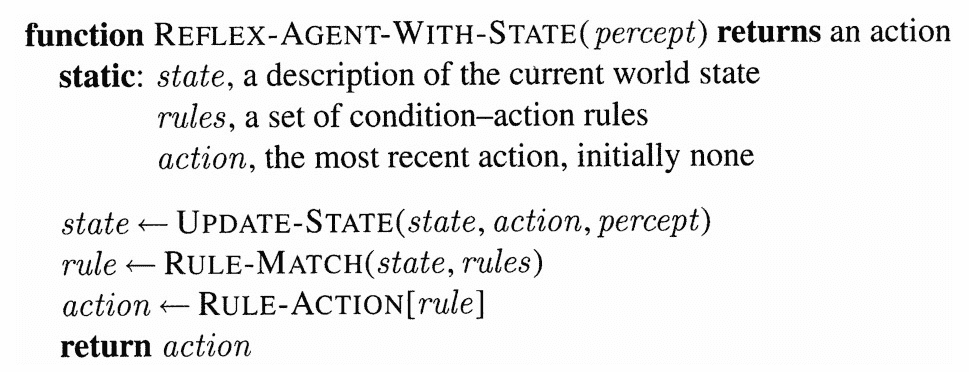 function REFLEX-AGENT-WITH-STATE(percept) returns an action
static: state, a description of the current world state
rules, a set of condition–action rules
action, the most recent action, initially none
state ← UPDATE-STATE(state, action, percept)
rule ← RULE-MATCH(state, rules)
action ← RULE-ACTION[rule]
return action